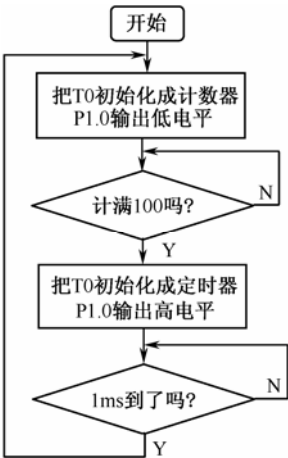 开始
把T0初始化成计数器
P1.0输出低电平
计满100吗?
N
Y
把T0初始化成定时器
P1.0输出高电平
1ms到了吗?
N
Y